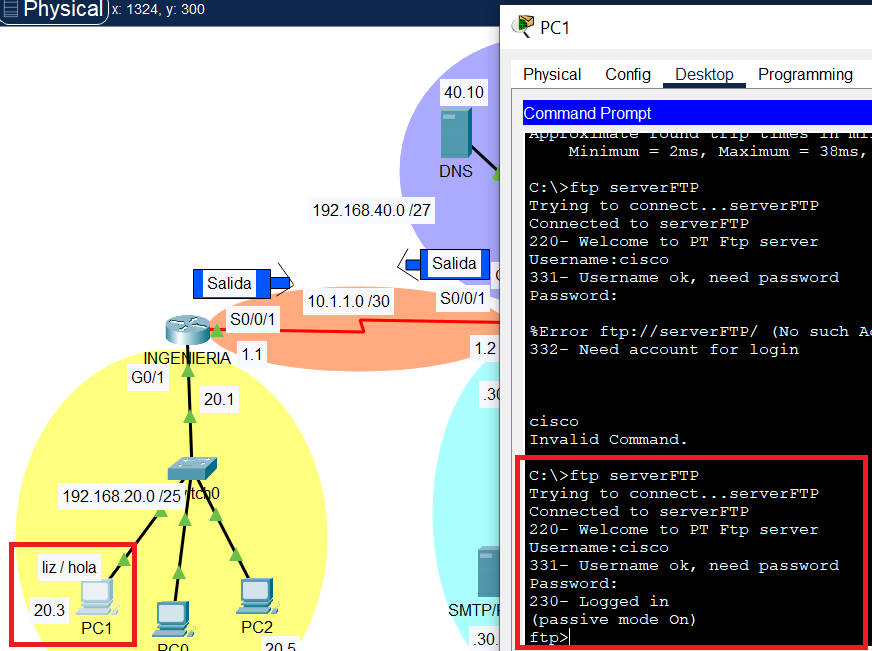 Physical x: 1324, y: 300
40.10
DNS
192.168.40.0 /27
Salida
Salida
10.1.1.0 /30
S0/0/1
S0/0/1
INGENIERIA
1.1
1.2
G0/1
20.1
.30
192.168.20.0 /25
tch0
liz / hola
20.3
PC1
PC0
PC2
20.5
SMTP/
.30.
PC1
Physical Config Desktop Programming
Command Prompt
Approximate round trip times in mi
Minimum = 2ms, Maximum = 38ms,
C:\>ftp serverFTP
Trying to connect...serverFTP
Connected to serverFTP
220- Welcome to PT Ftp server
Username:cisco
331- Username ok, need password
Password:
%Error ftp://serverFTP/ (No such Ac
332- Need account for login
cisco
Invalid Command.
C:\>ftp serverFTP
Trying to connect...serverFTP
Connected to serverFTP
220- Welcome to PT Ftp server
Username:cisco
331- Username ok, need password
Password:
230- Logged in
(passive mode On)
ftp>